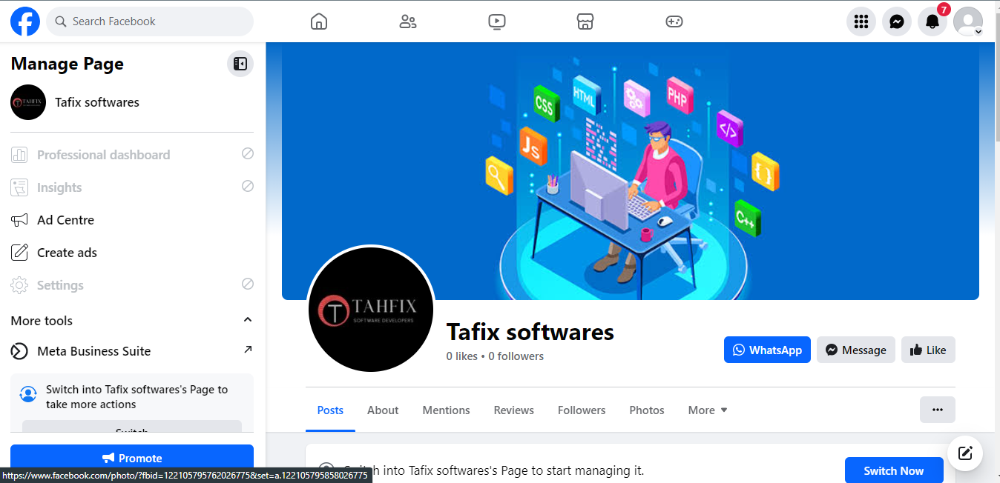 Search Facebook
7
Manage Page
TAHFIX
Tafix softwares
Professional dashboard
Insights
Ad Centre
Create ads
Settings
More tools
Meta Business Suite
Switch into Tafix softwares's Page to
take more actions
Switch
Promote
https://www.facebook.com/photo/?fbid=122105795762026775&set=a.122105795858026775
CSS
HTML
PHP
</>
JS
{}
C++
TAHFIX
SOFTWARE DEVELOPERS
Tafix softwares
0 likes • 0 followers
WhatsApp
Message
Like
Posts
About
Mentions
Reviews
Followers
Photos
More
Switch into Tafix softwares's Page to start managing it.
Switch Now